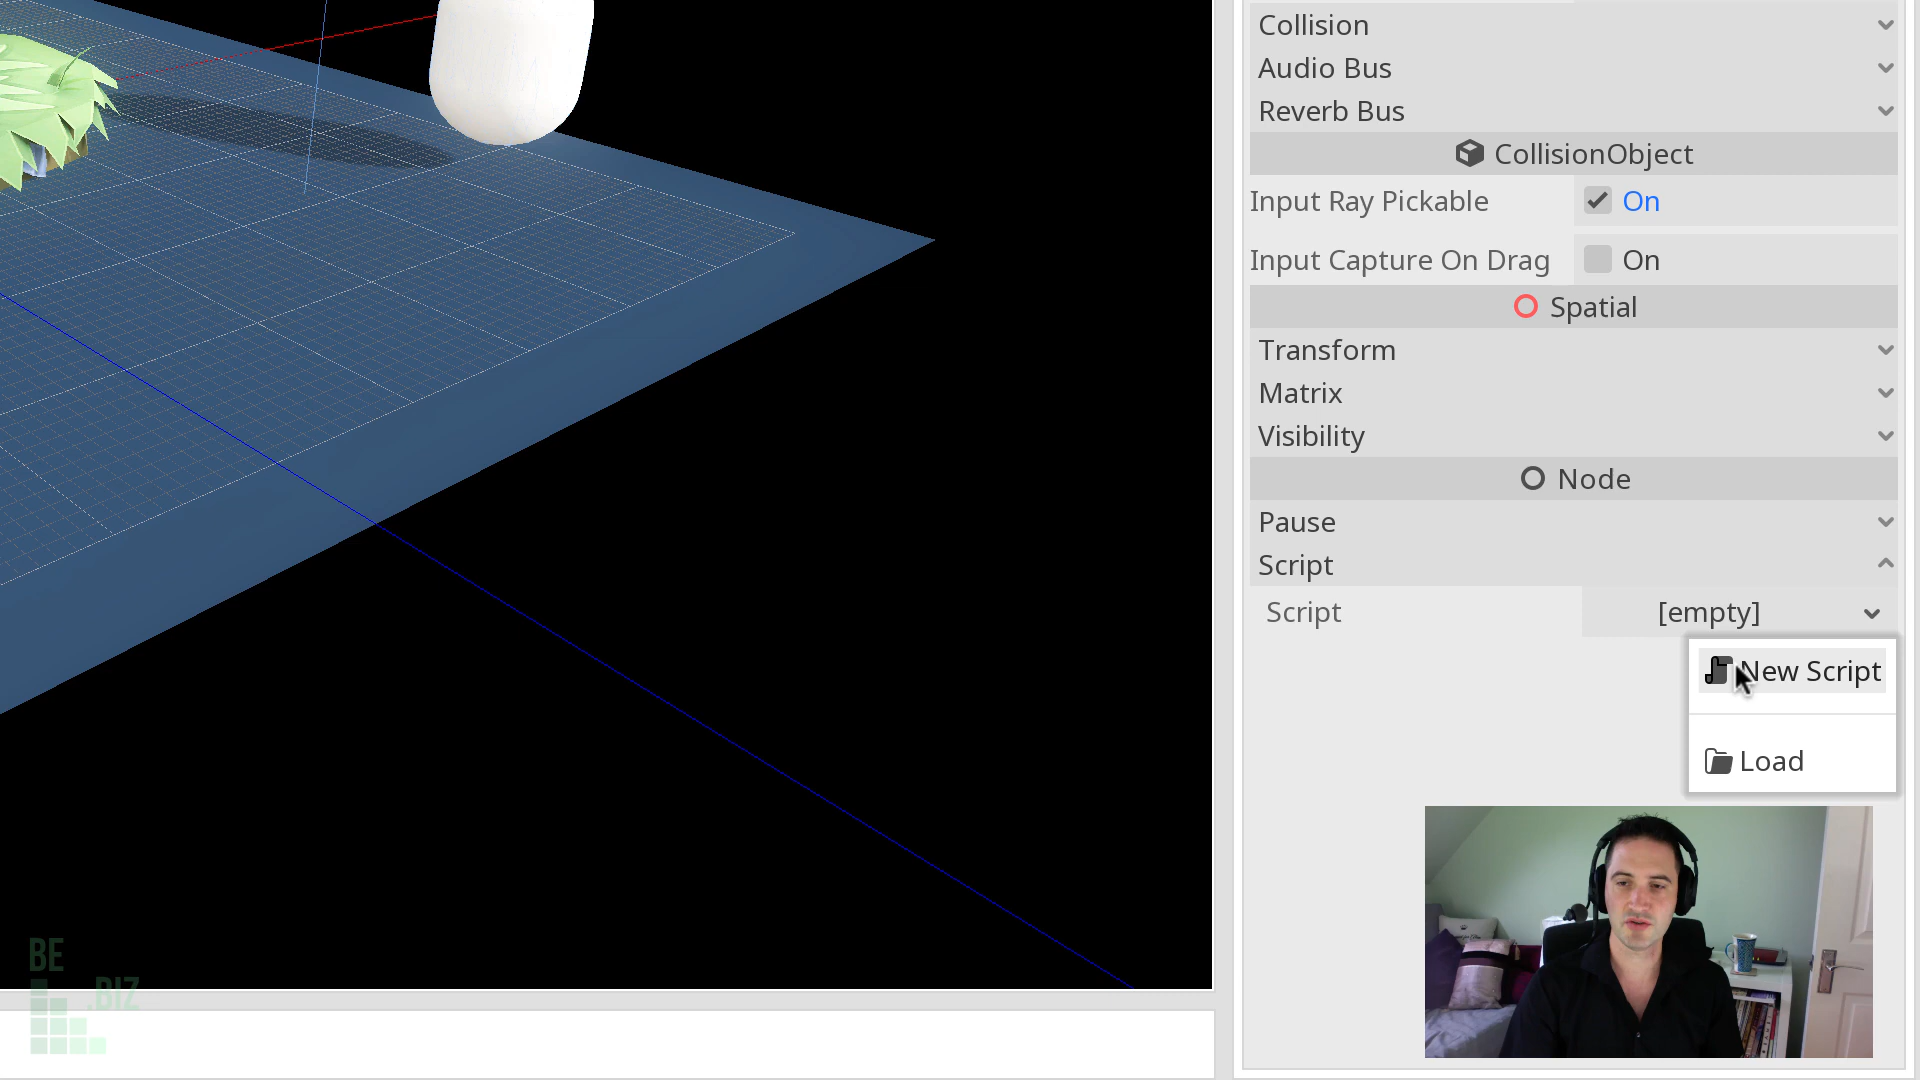 Collision
Audio Bus
Reverb Bus
CollisionObject
Input Ray Pickable On
Input Capture On Drag On
Spatial
Transform
Matrix
Visibility
Node
Pause
Script
Script [empty]
New Script
Load
BE
.BIZ